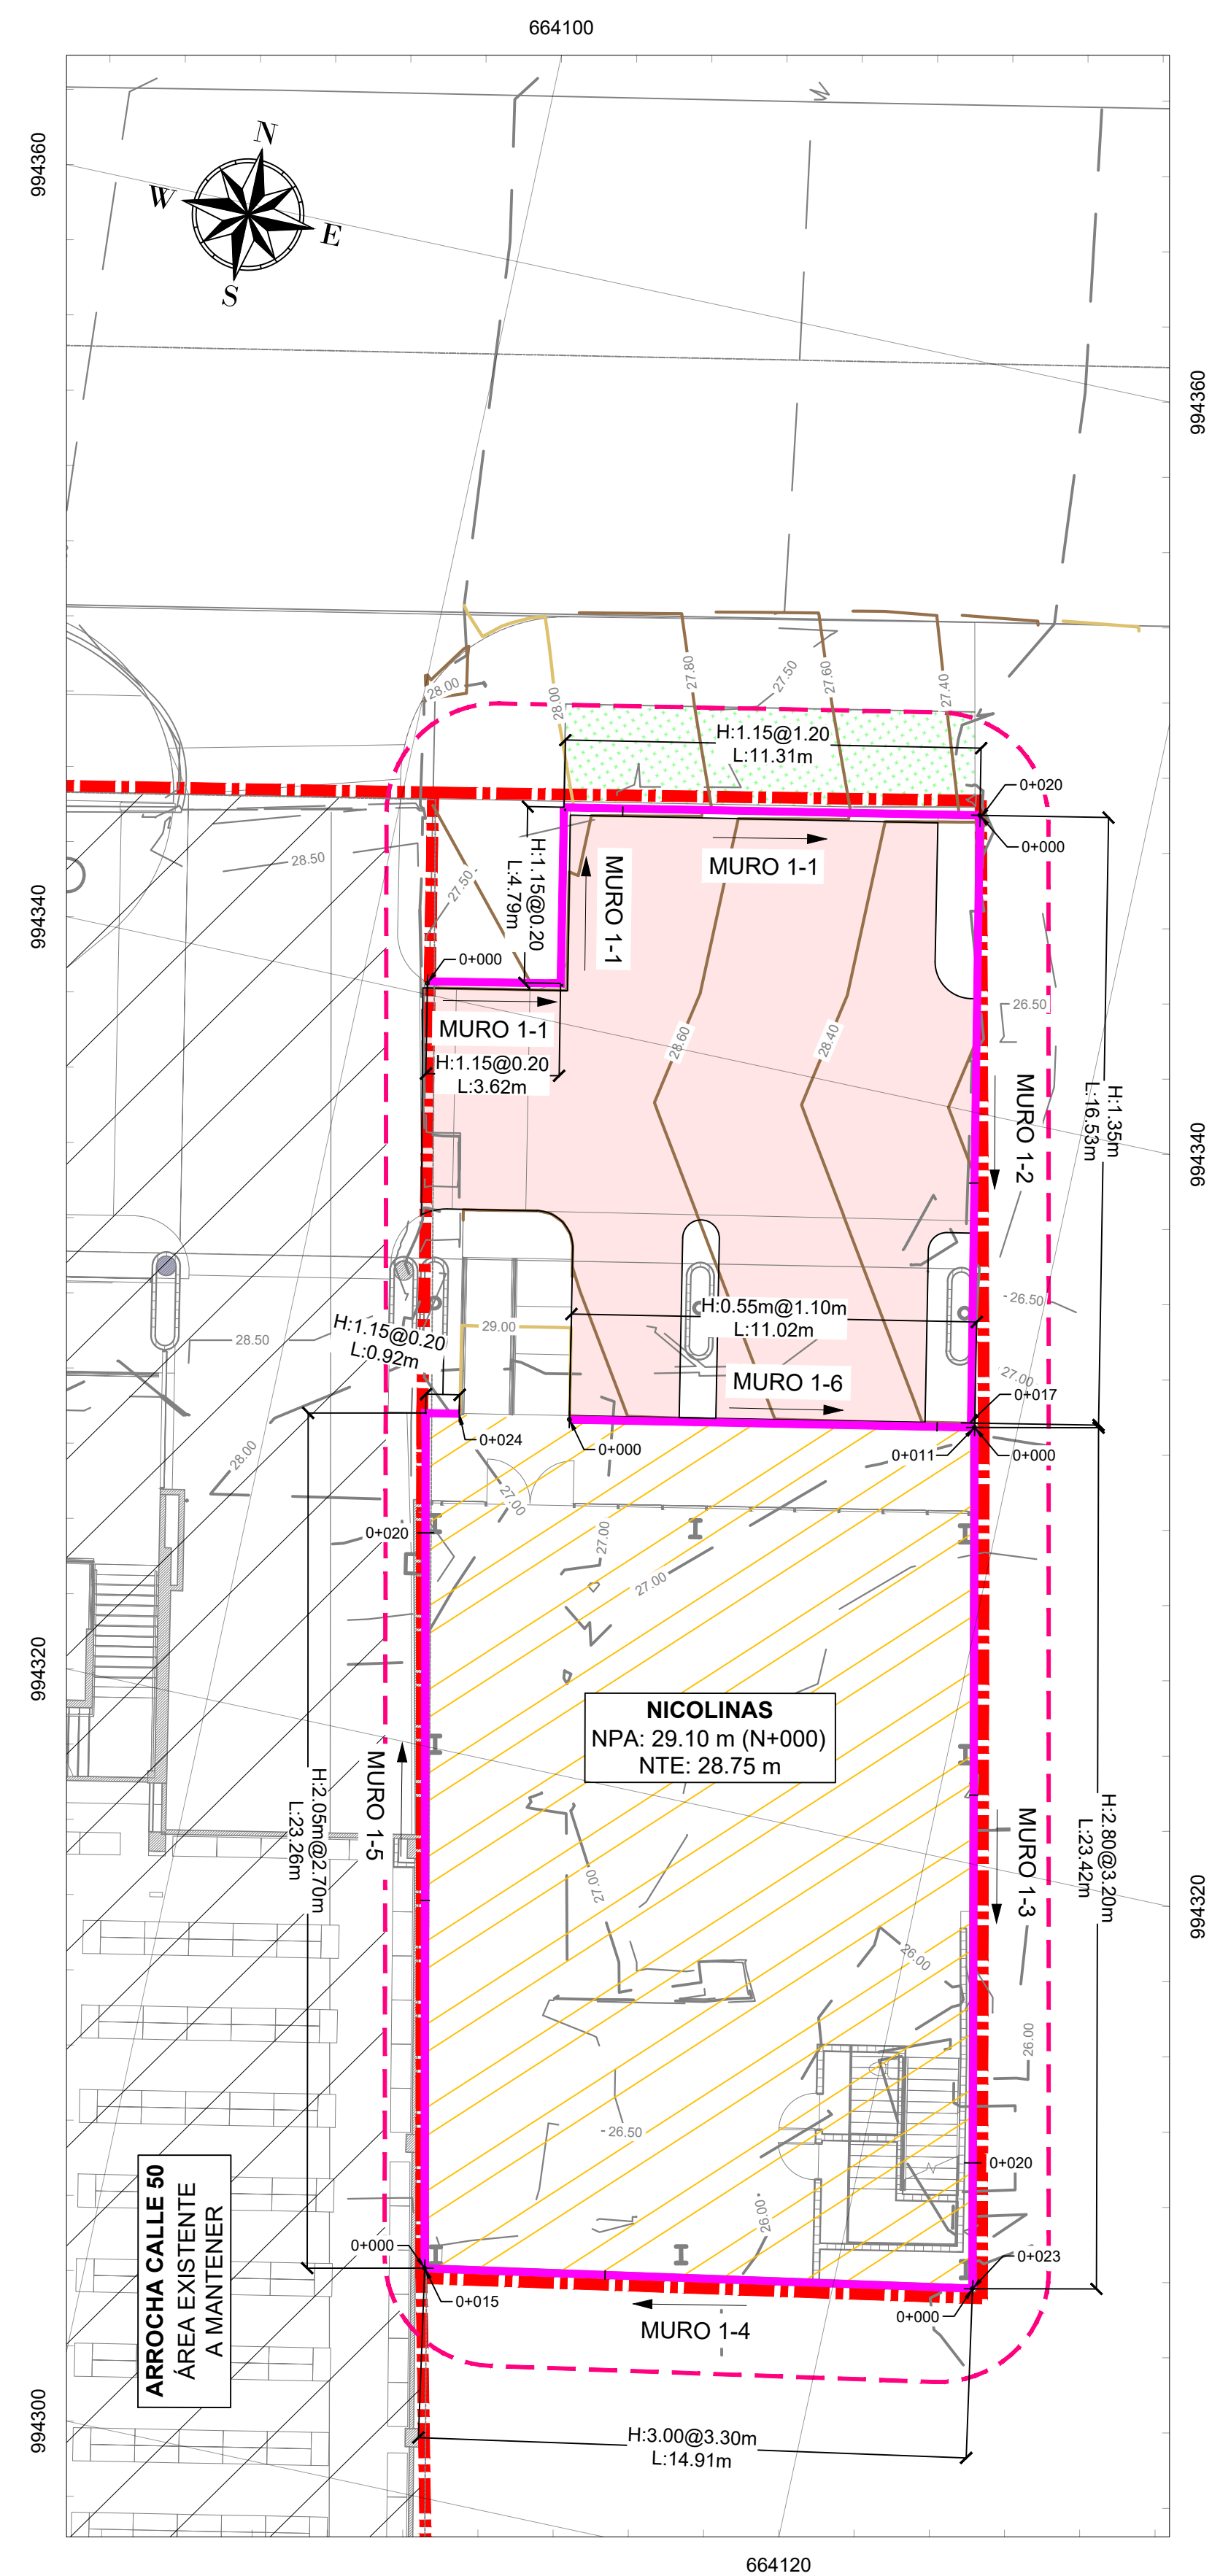 664100
994360
N
W
E
S
W
994360
27.80
27.50
27.60
27.40
28.00
28.00
H:1.15@1.20
L:11.31m
0+020
0+000
28.50
27.50
H:1.15@0.20
L:4.79m
MURO 1-1
MURO 1-1
994340
0+000
MURO 1-1
H:1.15@0.20
L:3.62m
28.60
28.40
26.50
MURO 1-2
H:1.35m
L:16.53m
994340
28.50
H:1.15@0.20
L:0.92m
29.00
H:0.55m@1.10m
L:11.02m
26.50
27.00
MURO 1-6
0+017
0+024
0+000
0+011
0+000
28.00
27.00
0+020
27.00
27.00
994320
NICOLINAS
NPA: 29.10 m (N+000)
NTE: 28.75 m
H:2.05m@2.70m
L:23.26m
MURO 1-5
27.00
MURO 1-3
H:2.80@3.20m
L:23.42m
994320
26.00
26.00
26.50
0+020
26.00
ARROCHA CALLE 50
ÁREA EXISTENTE
A MANTENER
0+000
0+015
0+023
0+000
MURO 1-4
994300
H:3.00@3.30m
L:14.91m
664120